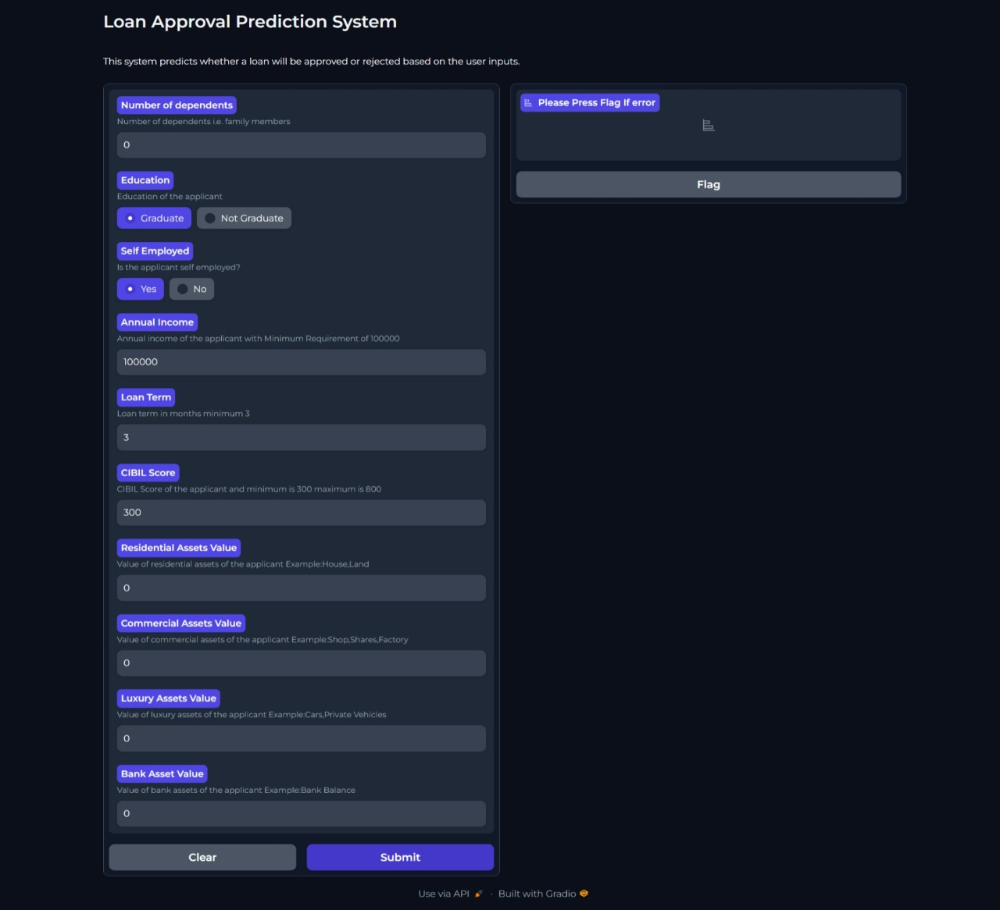 Loan Approval Prediction System
This system predicts whether a loan will be approved or rejected based on the user inputs.
Number of dependents
Number of dependents i.e. family members
0
Education
Education of the applicant
Graduate Not Graduate
Self Employed
Is the applicant self employed?
Yes No
Annual Income
Annual income of the applicant with Minimum Requirement of 100000
100000
Loan Term
Loan term in months minimum 3
3
CIBIL Score
CIBIL Score of the applicant and minimum is 300 maximum is 800
300
Residential Assets Value
Value of residential assets of the applicant Example:House,Land
0
Commercial Assets Value
Value of commercial assets of the applicant Example:Shop,Shares,Factory
0
Luxury Assets Value
Value of luxury assets of the applicant Example:Cars,Private Vehicles
0
Bank Asset Value
Value of bank assets of the applicant Example:Bank Balance
0
Clear Submit
Please Press Flag If error
Flag
Use via API · Built with Gradio